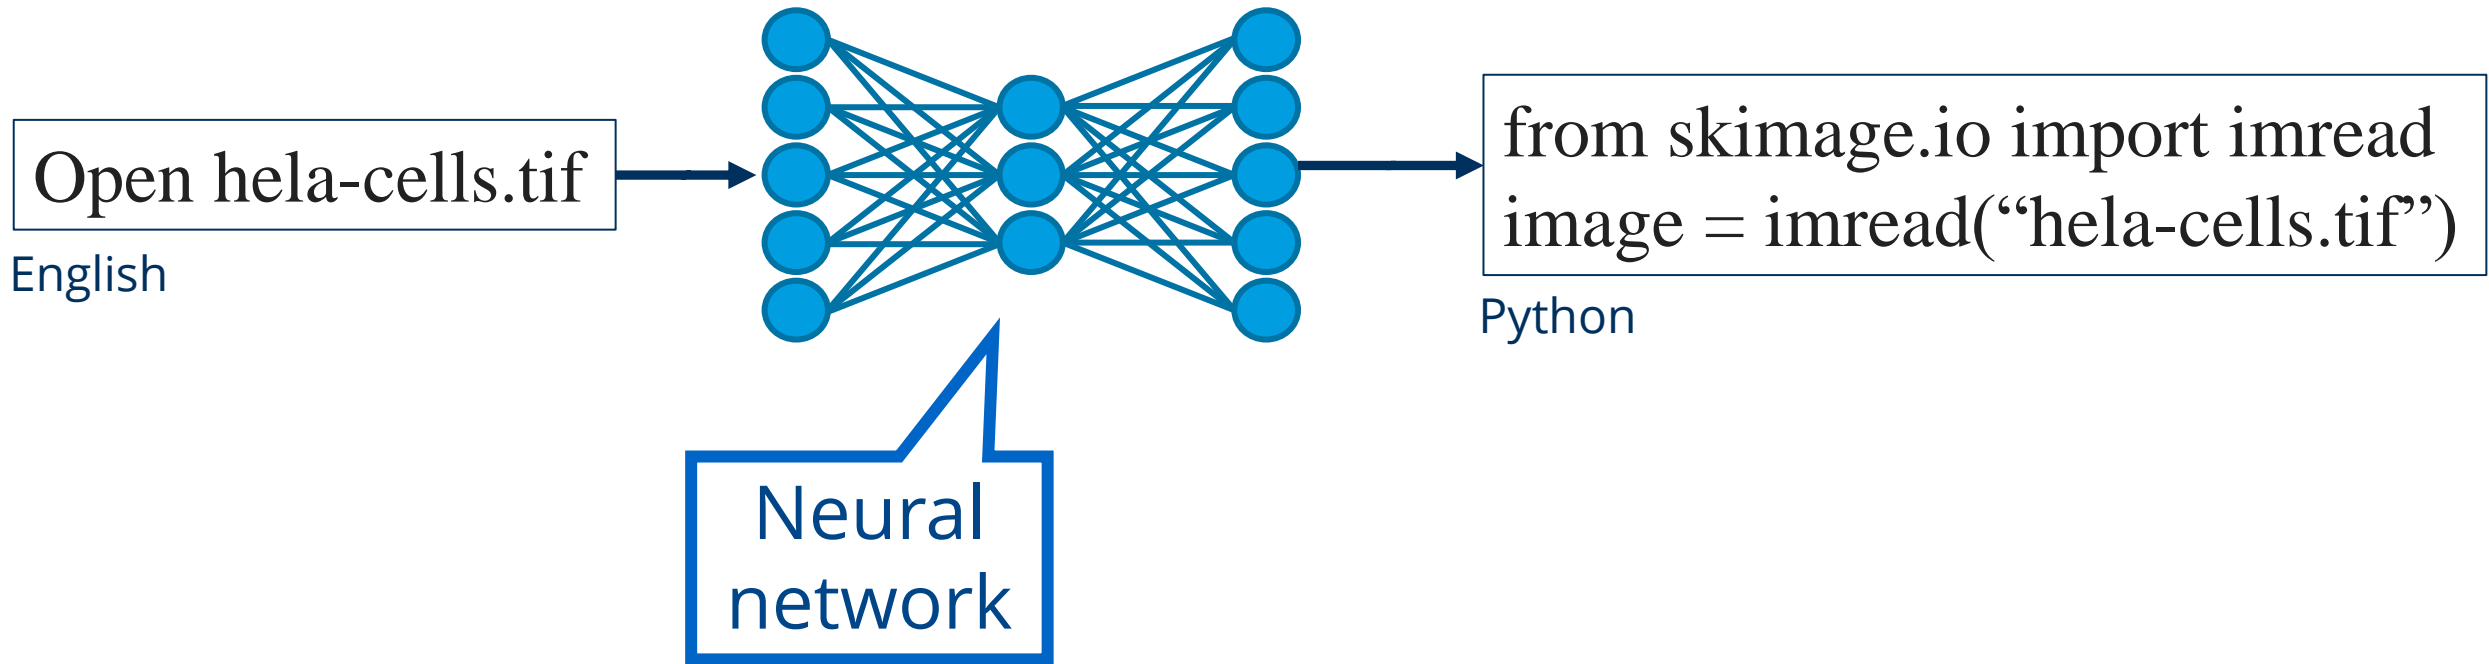 Open hela-cells.tif
English
from skimage.io import imread
image = imread(“hela-cells.tif”)
Python
Neural
network